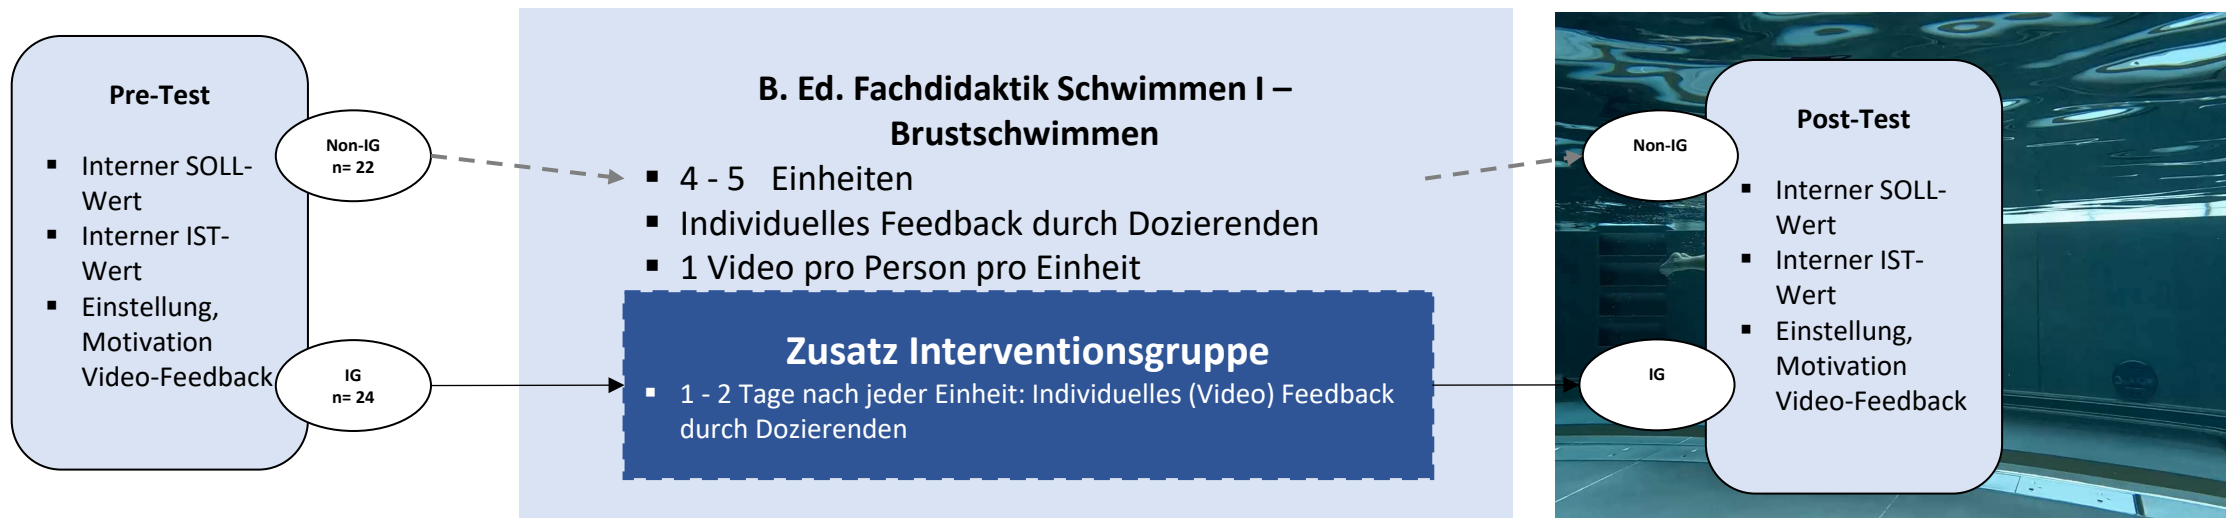 Pre-Test
▪ Interner SOLL-
Wert
▪ Interner IST-
Wert
▪ Einstellung,
Motivation
Video-Feedback
Non-IG
n= 22
IG
n= 24
B. Ed. Fachdidaktik Schwimmen I –
Brustschwimmen
▪ 4 - 5 Einheiten
▪ Individuelles Feedback durch Dozierenden
▪ 1 Video pro Person pro Einheit
Zusatz Interventionsgruppe
▪ 1 - 2 Tage nach jeder Einheit: Individuelles (Video) Feedback
durch Dozierenden
Non-IG
IG
Post-Test
▪ Interner SOLL-
Wert
▪ Interner IST-
Wert
▪ Einstellung,
Motivation
Video-Feedback